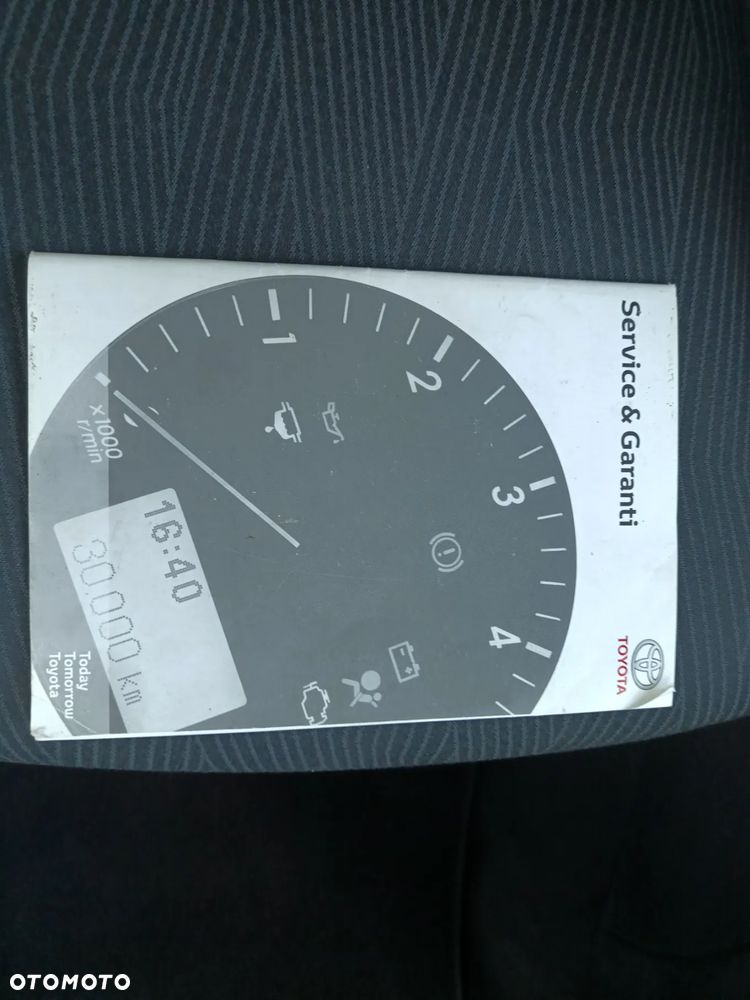 Service & Garanti
TOYOTA
1
2
3
4
x1000
r/min
16:40
30.000 km
Today
Tomorrow
Toyota
OTOMOTO